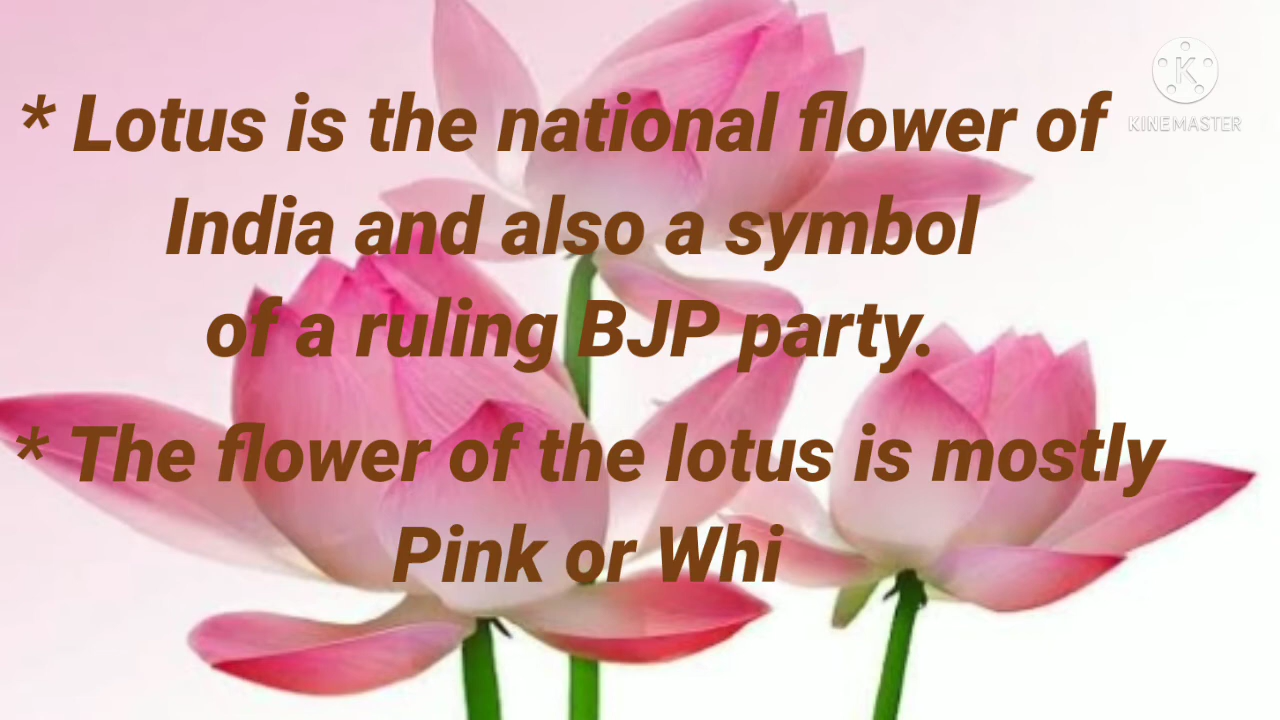 * Lotus is the national flower of
India and also a symbol
of a ruling BJP party.
* The flower of the lotus is mostly
Pink or Whi
K
KINEMASTER